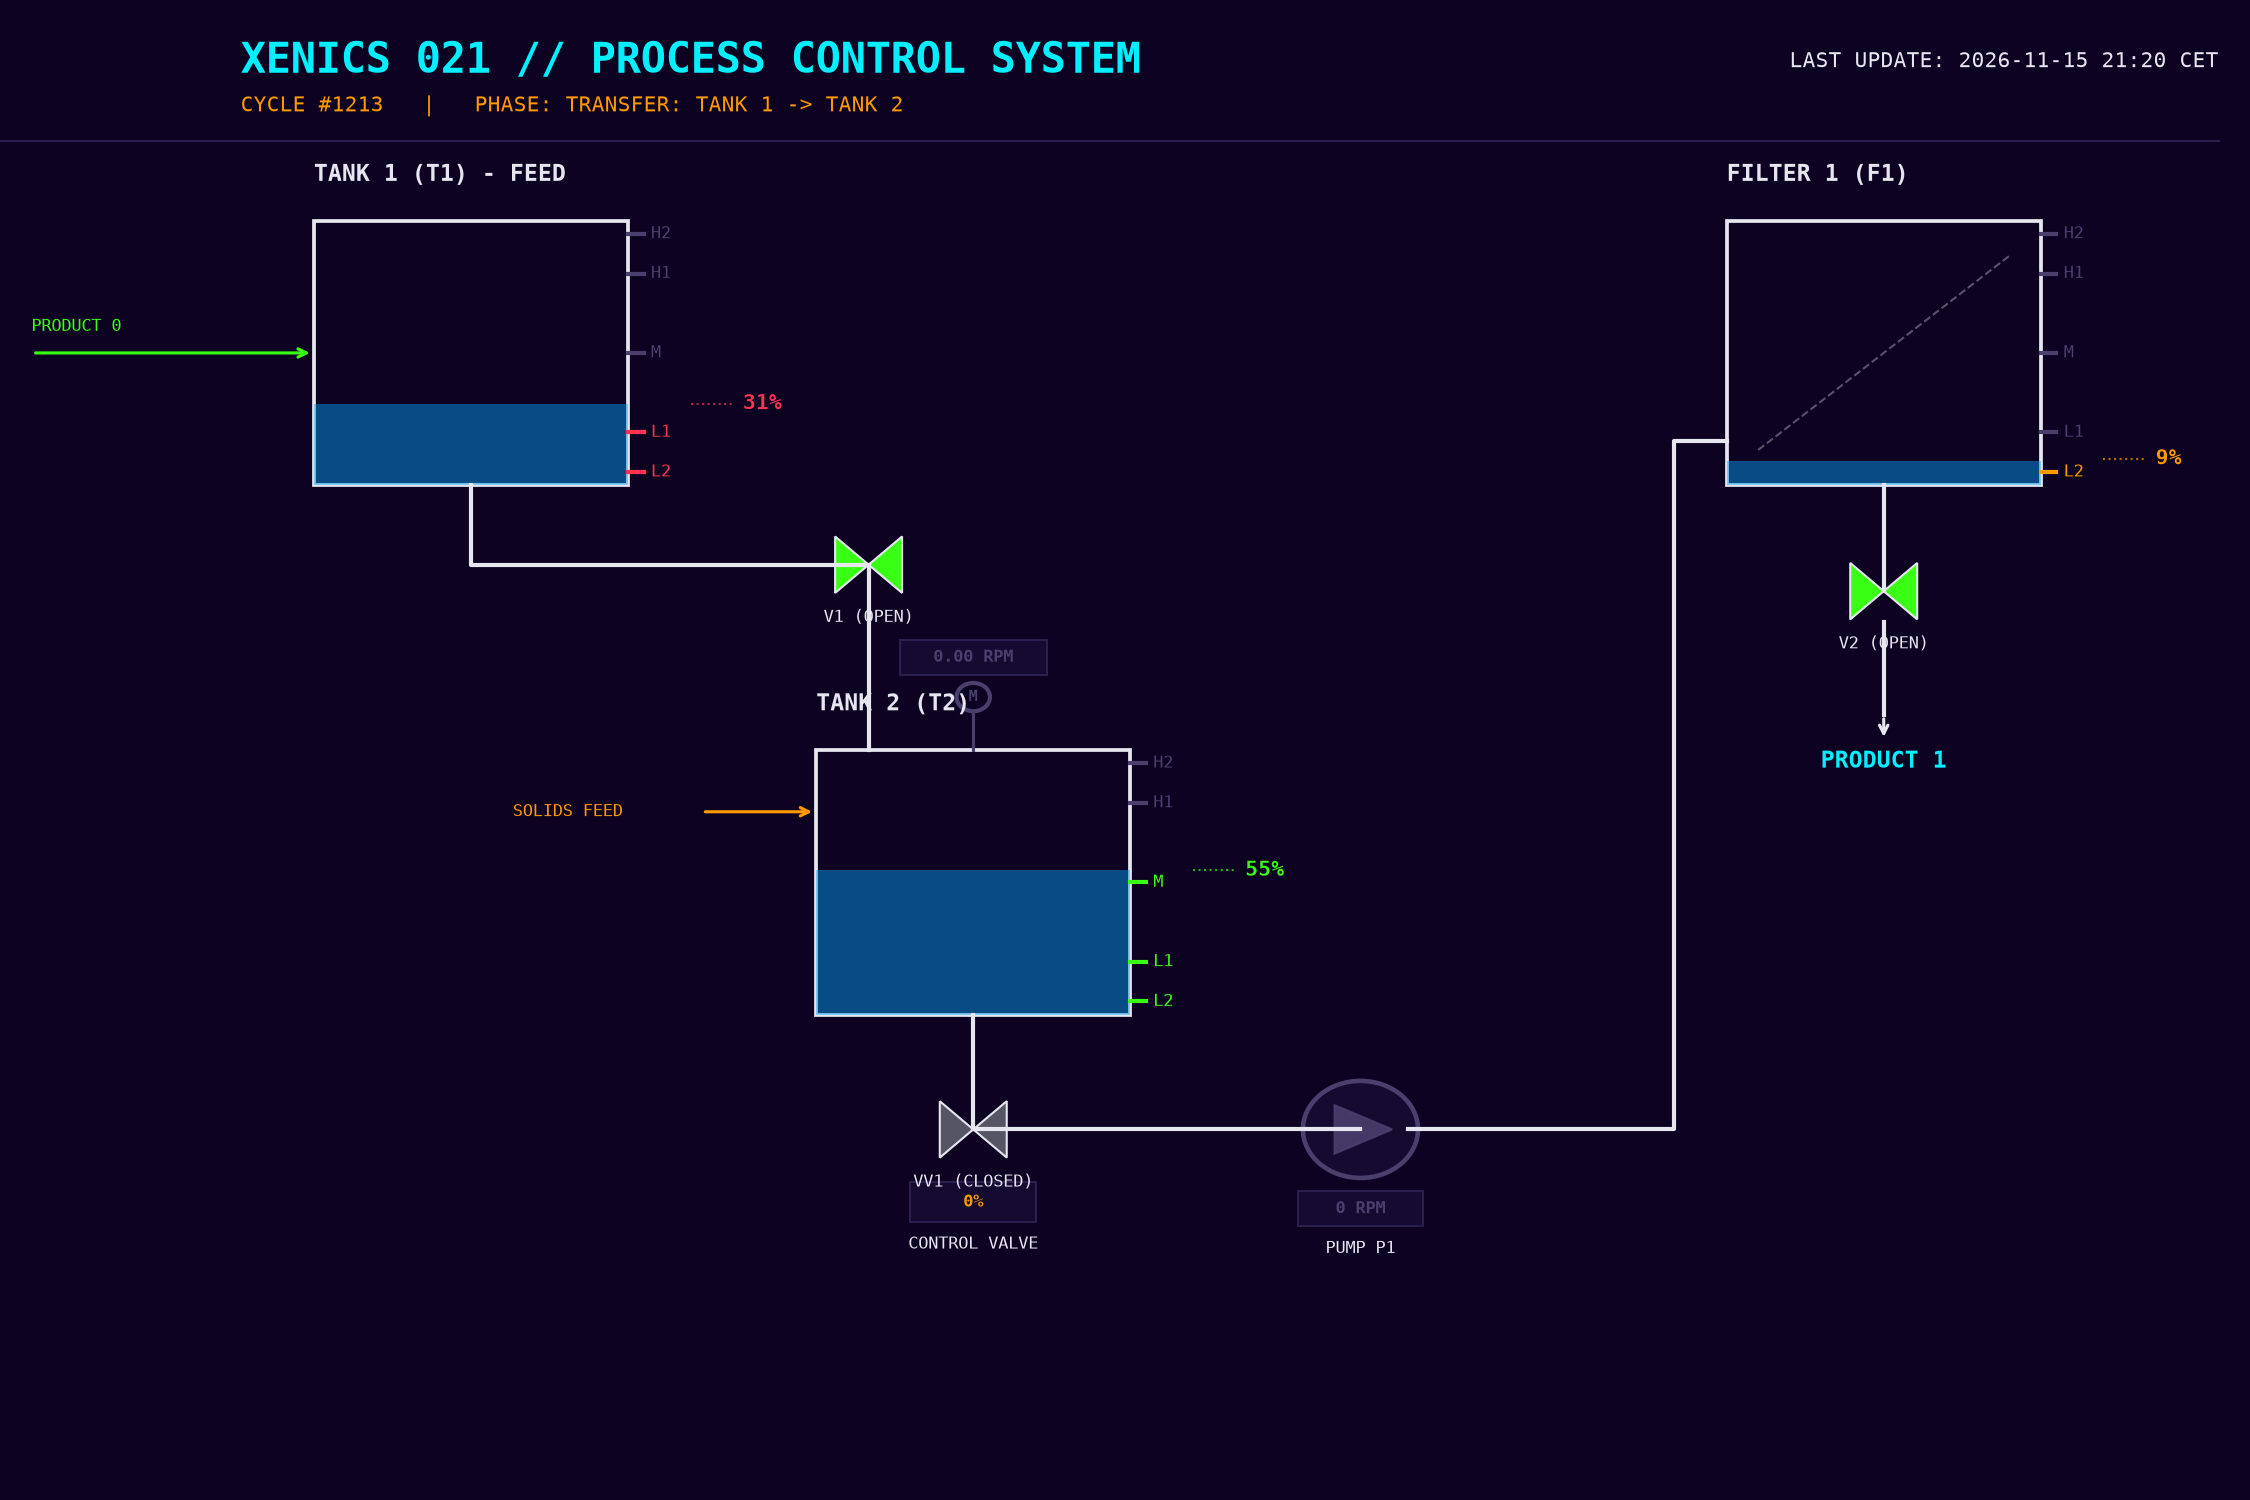 XENICS 021 // PROCESS CONTROL SYSTEM
LAST UPDATE: 2026-11-15 21:20 CET
CYCLE #1213 | PHASE: TRANSFER: TANK 1 -> TANK 2
TANK 1 (T1) - FEED
H2
H1
PRODUCT 0
M
31%
L1
L2
FILTER 1 (F1)
H2
H1
M
L1
9%
L2
V1 (OPEN)
V2 (OPEN)
0.00 RPM
M
TANK 2 (T2)
PRODUCT 1
H2
H1
SOLIDS FEED
55%
M
L1
L2
VV1 (CLOSED)
0%
CONTROL VALVE
0 RPM
PUMP P1